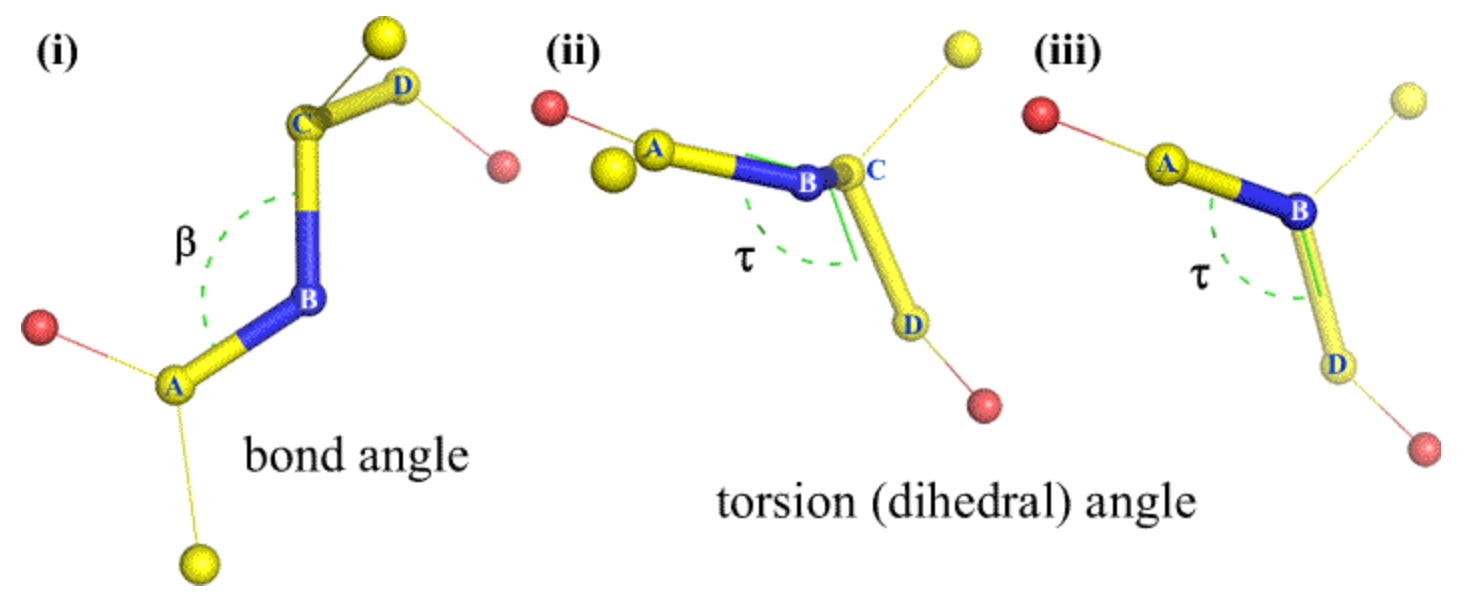 (i)
D
C
β
B
A
bond angle
(ii)
A
B
C
τ
D
torsion (dihedral) angle
(iii)
A
B
τ
D